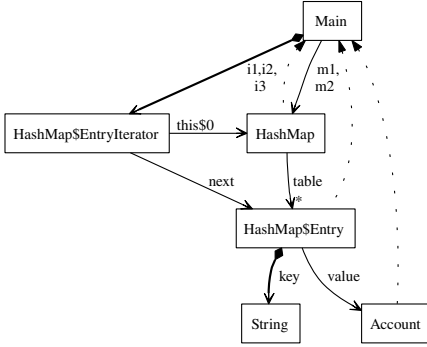 Main
i1,i2,
i3
m1,
m2
HashMap$EntryIterator
this$0
HashMap
next
table
*
HashMap$Entry
key
value
String
Account